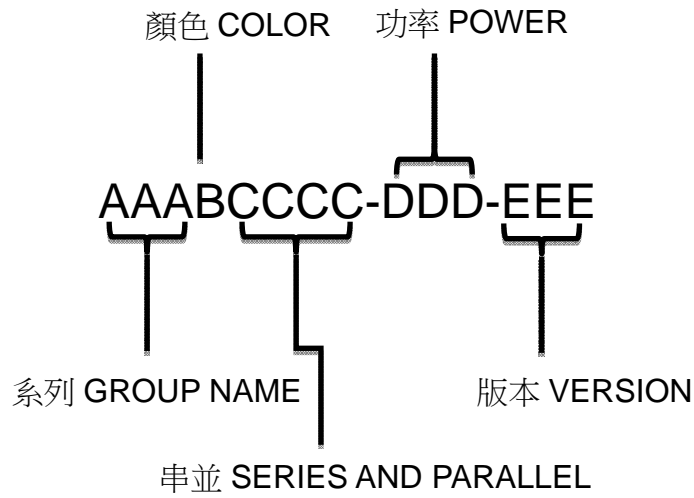 顏色 COLOR
功率 POWER
AAABCCCC-DDD-EEE
系列 GROUP NAME
版本 VERSION
串並 SERIES AND PARALLEL